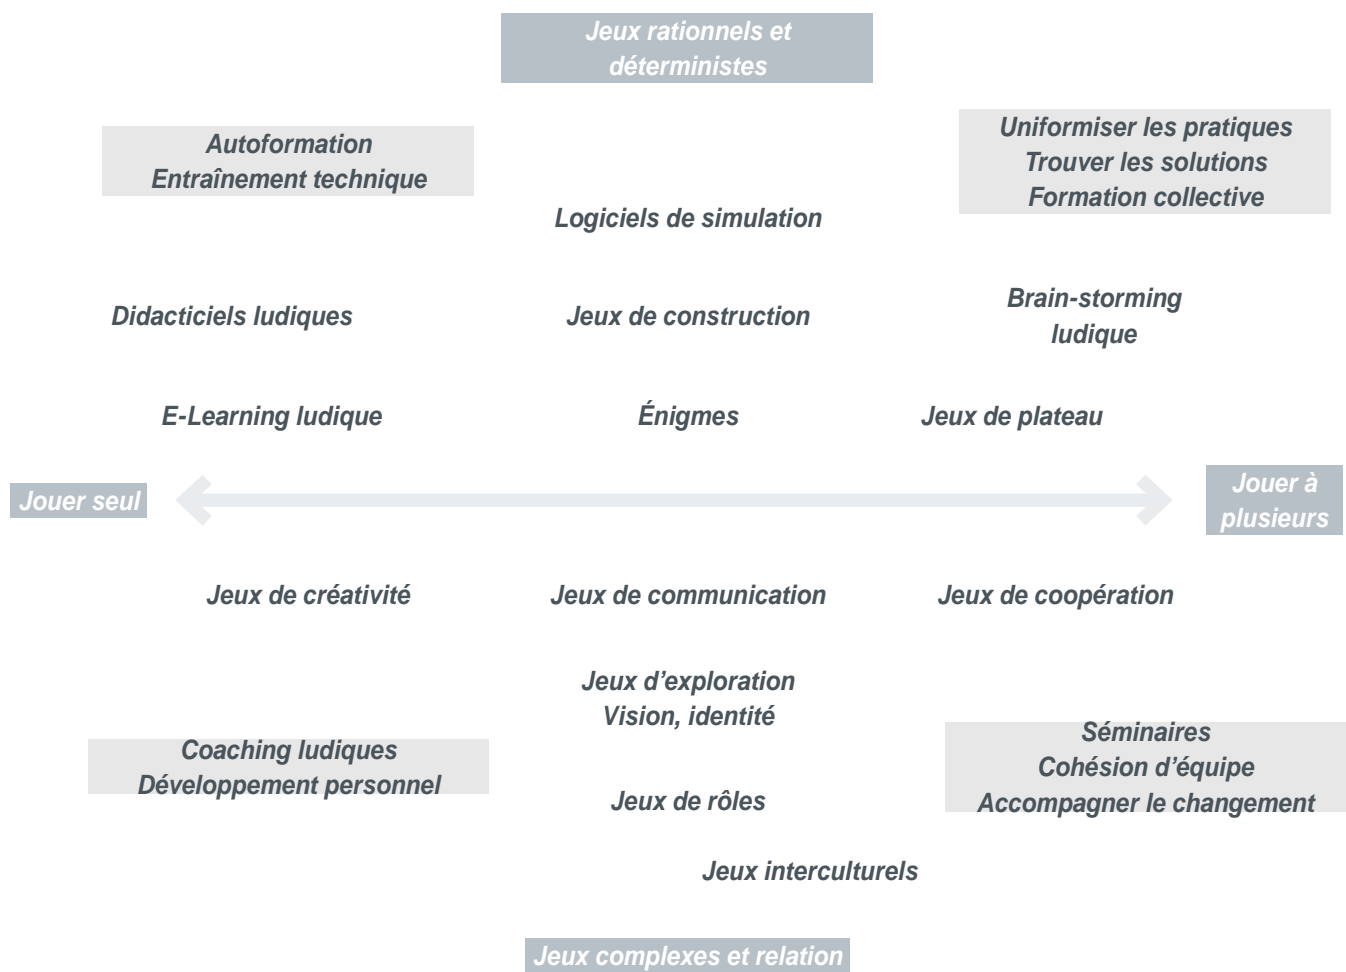 Jeux rationnels et
déterministes
Autoformation
Entraînement technique
Uniformiser les pratiques
Trouver les solutions
Formation collective
Logiciels de simulation
Didacticiels ludiques
Jeux de construction
Brain-storming
ludique
E-Learning ludique
Énigmes
Jeux de plateau
Jouer seul
Jouer à
plusieurs
Jeux de créativité
Jeux de communication
Jeux de coopération
Jeux d’exploration
Vision, identité
Coaching ludiques
Développement personnel
Séminaires
Cohésion d’équipe
Accompagner le changement
Jeux de rôles
Jeux interculturels
Jeux complexes et relation